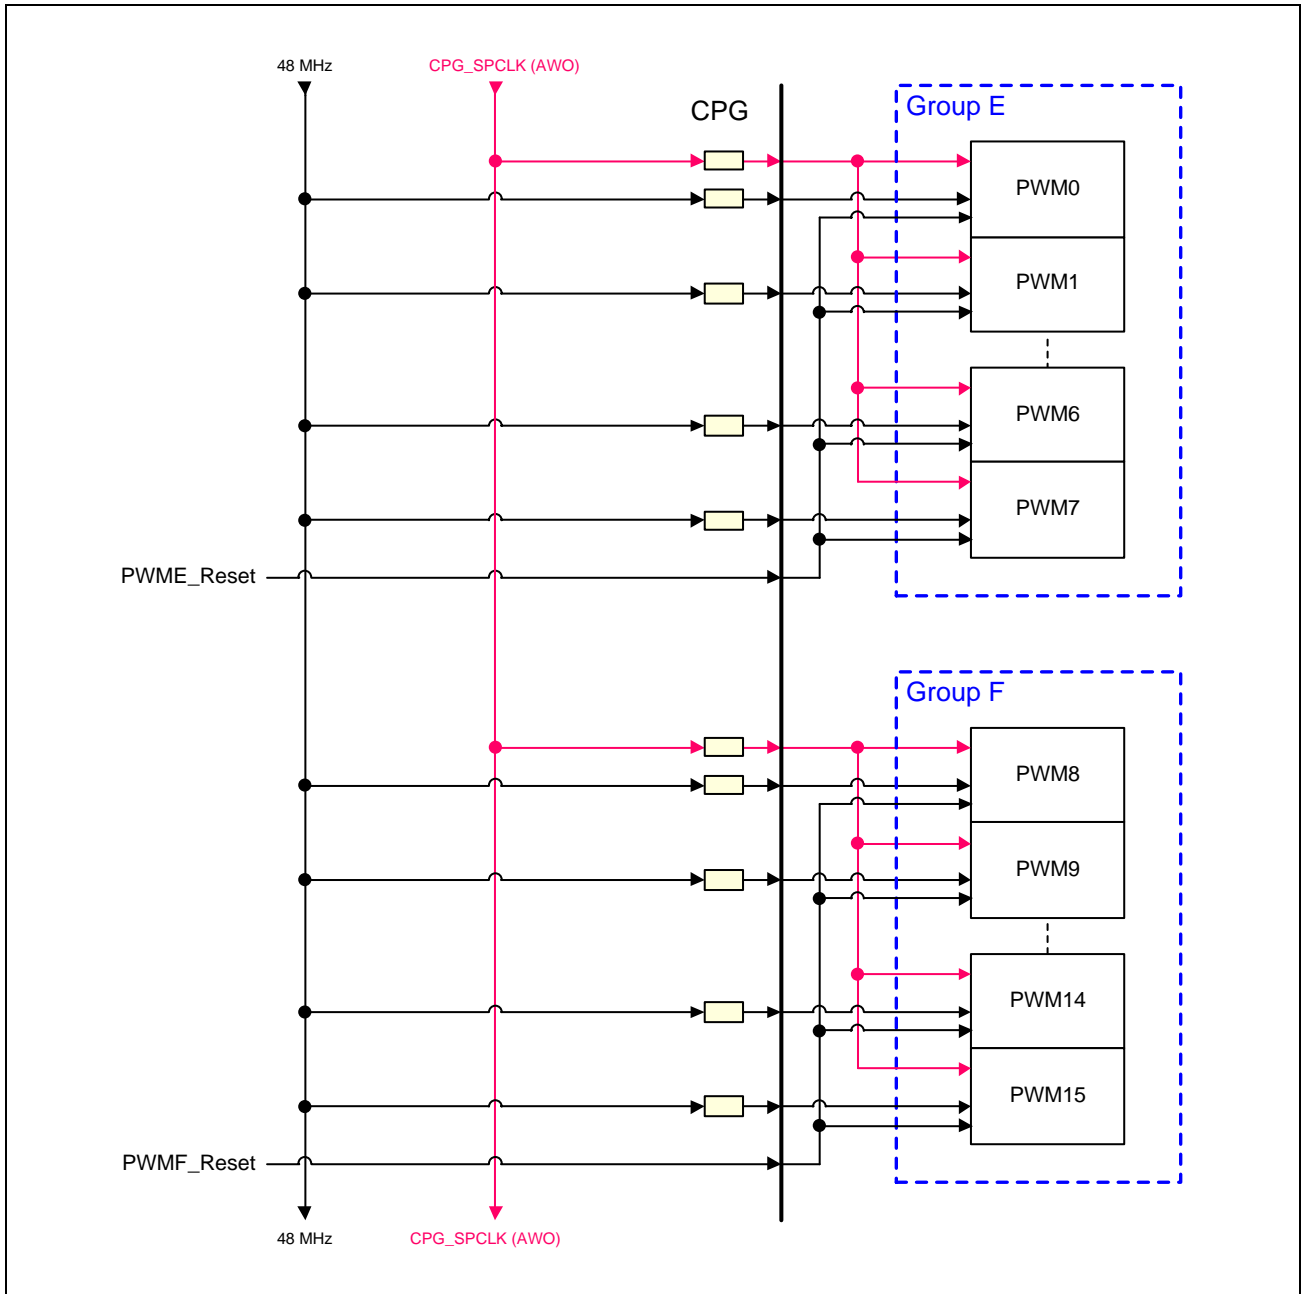 48 MHz
CPG_SPCLK (AWO)
CPG
Group E
PWM0
PWM1
PWM6
PWM7
PWME_Reset
Group F
PWM8
PWM9
PWM14
PWM15
PWMF_Reset
48 MHz
CPG_SPCLK (AWO)